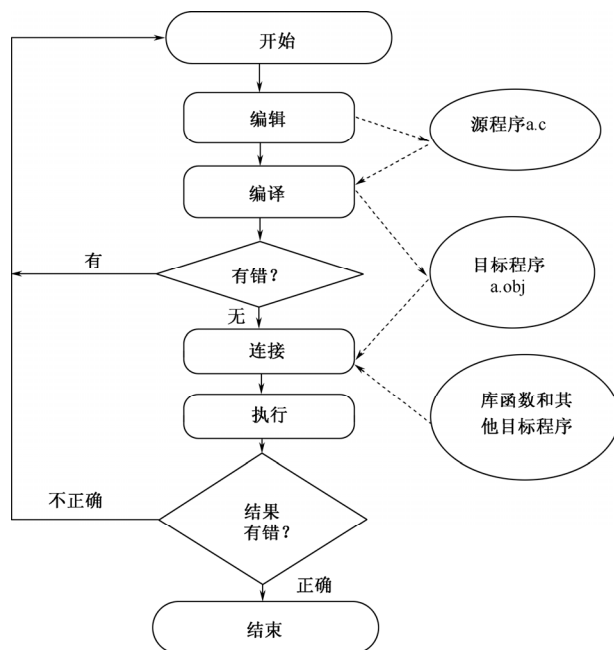 开始
编辑
源程序a.c
编译
有
有错？
目标程序
a.obj
无
连接
库函数和其
他目标程序
执行
不正确
结果
有错？
正确
结束